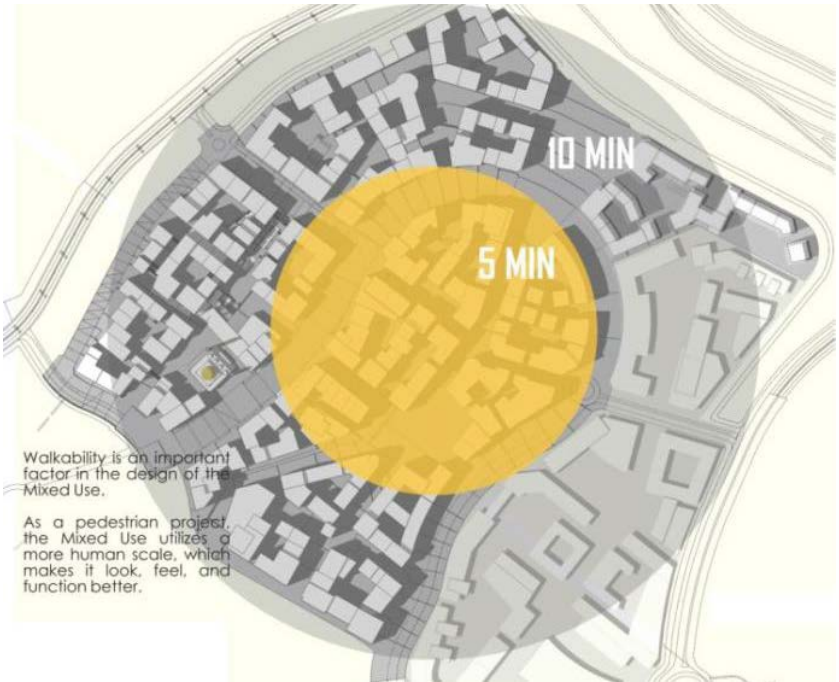 10 MIN
5 MIN
Walkability is an important
factor in the design of the
Mixed Use.
As a pedestrian project,
the Mixed Use utilizes a
more human scale, which
makes it look, feel, and
function better.